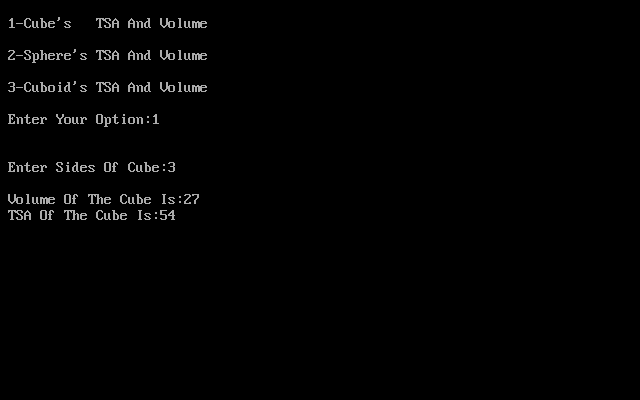 1-Cube's   TSA And Volume
2-Sphere's TSA And Volume
3-Cuboid's TSA And Volume
Enter Your Option:1
Enter Sides Of Cube:3
Volume Of The Cube Is:27
TSA Of The Cube Is:54